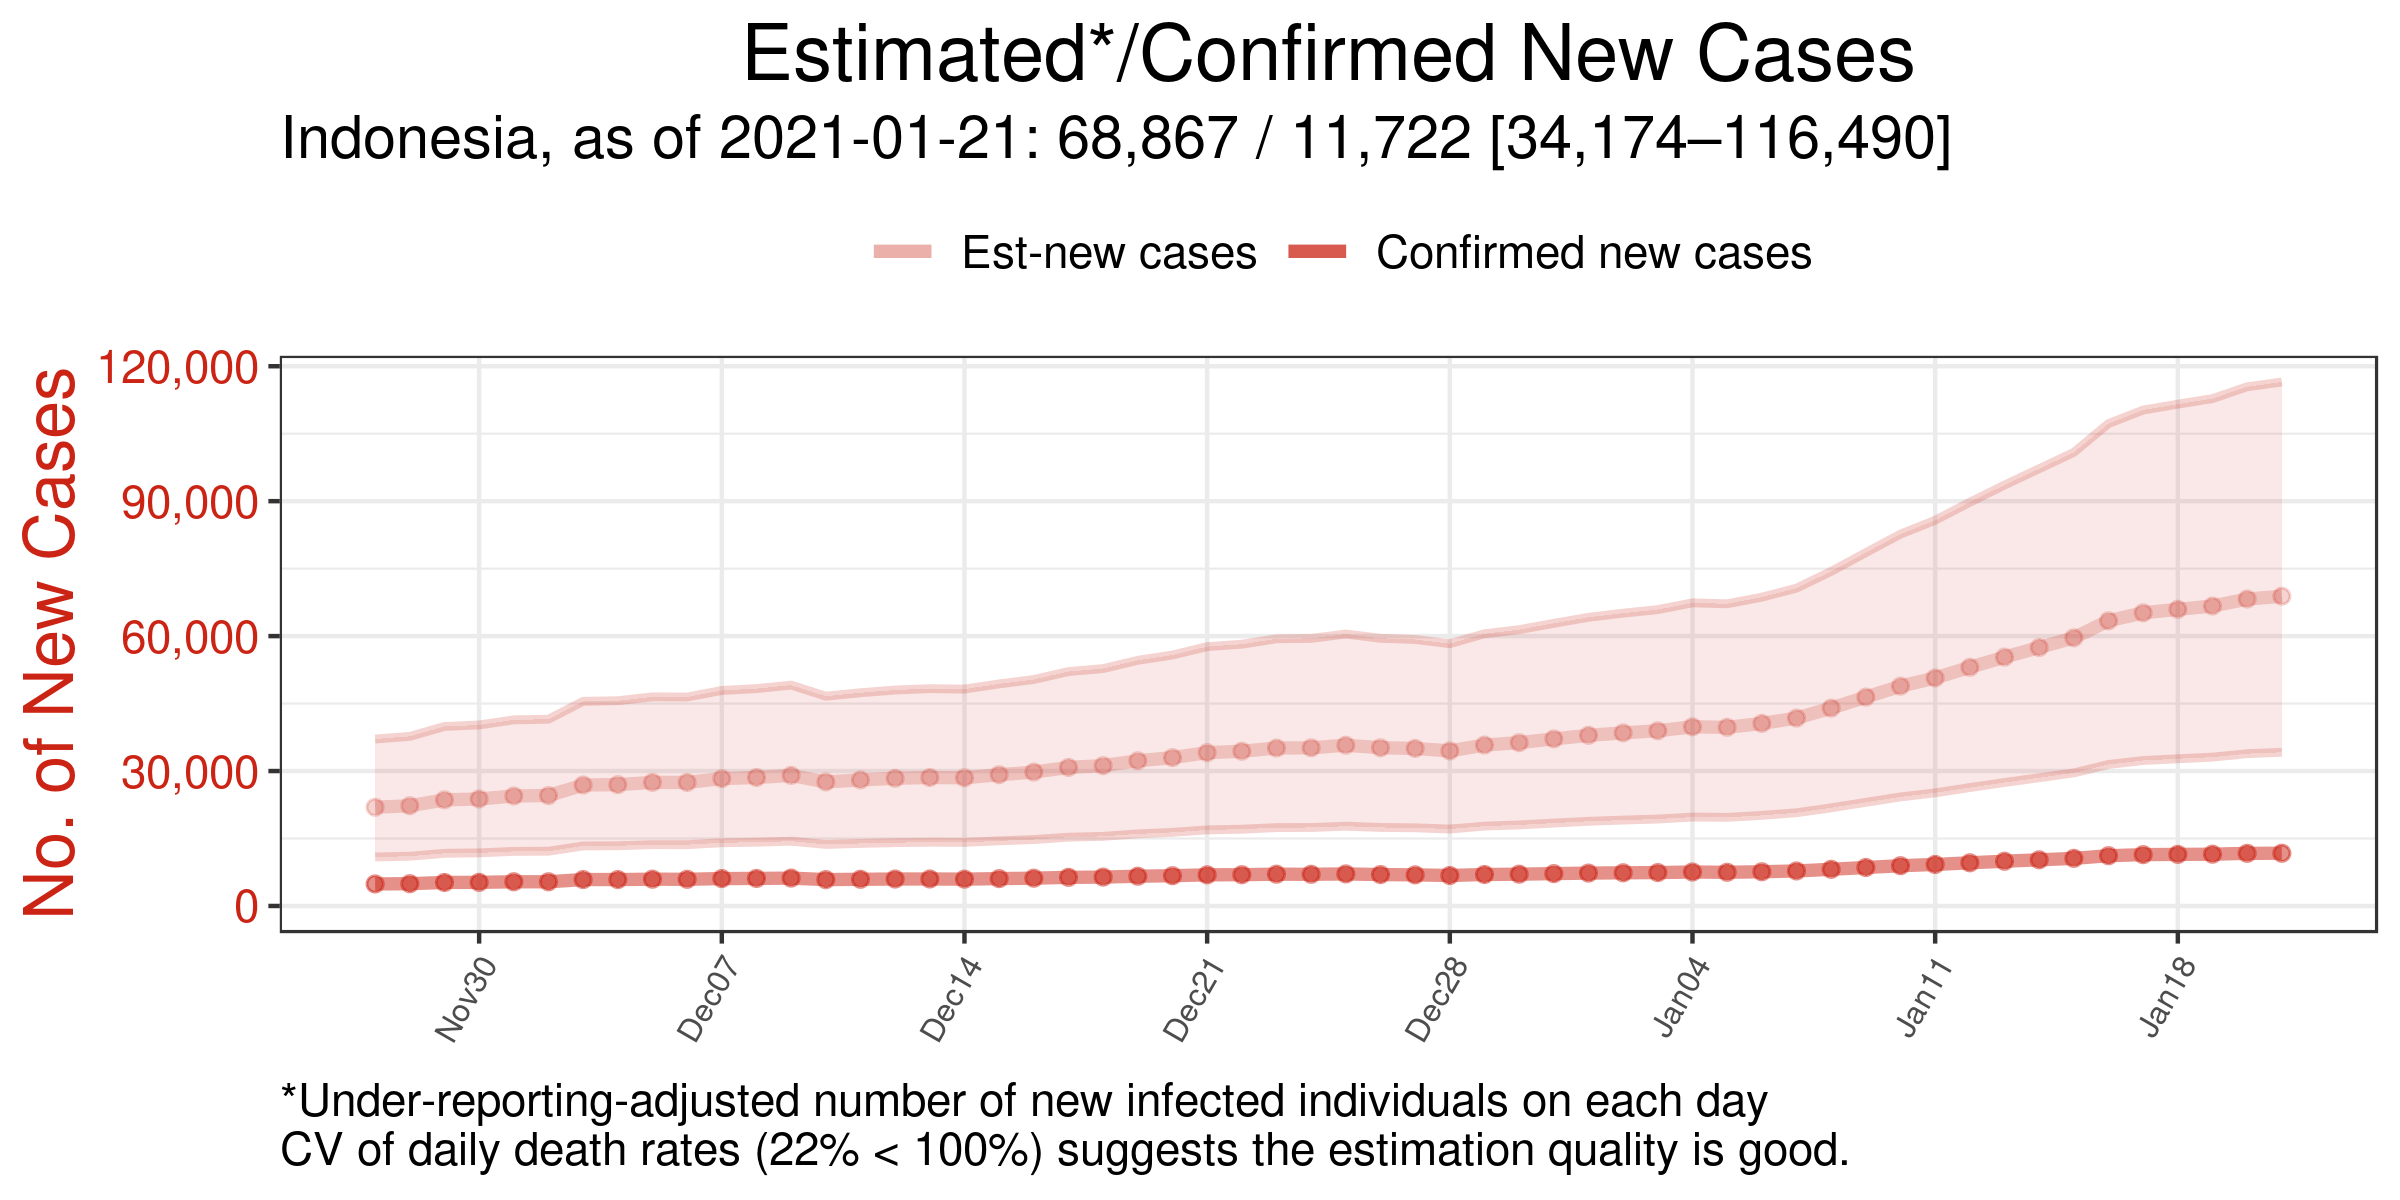 Estimated*/Confirmed New Cases
Indonesia, as of 2021-01-21: 68,867 / 11,722 [34,174–116,490]
Est-new cases
Confirmed new cases
No. of New Cases
120,000
90,000
60,000
30,000
0
Nov30
Dec07
Dec14
Dec21
Dec28
Jan04
Jan11
Jan18
*Under-reporting-adjusted number of new infected individuals on each day
CV of daily death rates (22% < 100%) suggests the estimation quality is good.